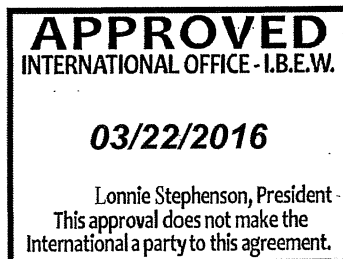 APPROVED
INTERNATIONAL OFFICE - I.B.E.W.
03/22/2016
Lonnie Stephenson, President
This approval does not make the
International a party to this agreement.